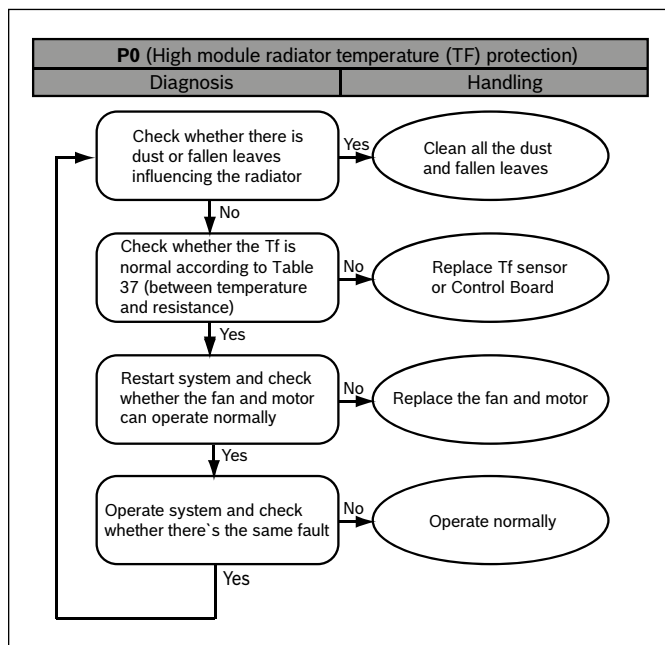 P0 (High module radiator temperature (TF) protection)
Diagnosis
Handling
Check whether there is
dust or fallen leaves
influencing the radiator
Yes
Clean all the dust
and fallen leaves
No
Check whether the Tf is
normal according to Table
37 (between temperature
and resistance)
No
Replace Tf sensor
or Control Board
Yes
Restart system and check
whether the fan and motor
can operate normally
No
Replace the fan and motor
Yes
Operate system and check
whether there`s the same fault
No
Operate normally
Yes